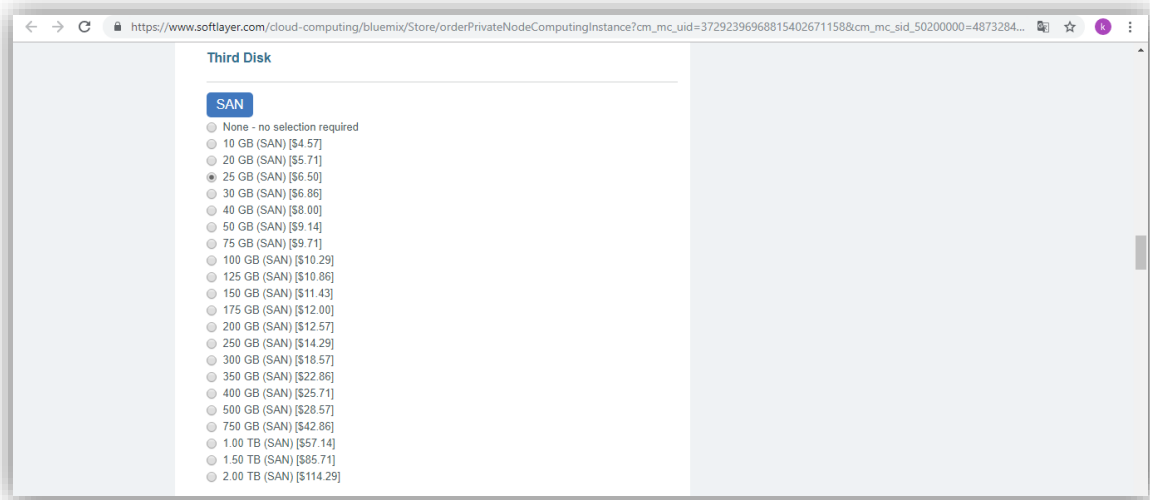 https://www.softlayer.com/cloud-computing/bluemix/Store/orderPrivateNodeComputingInstance?cm_mc_uid=37292396968815402671158&cm_mc_sid_50200000=4873284...
k
Third Disk
SAN
None - no selection required
10 GB (SAN) [$4.57]
20 GB (SAN) [$5.71]
25 GB (SAN) [$6.50]
30 GB (SAN) [$6.86]
40 GB (SAN) [$8.00]
50 GB (SAN) [$9.14]
75 GB (SAN) [$9.71]
100 GB (SAN) [$10.29]
125 GB (SAN) [$10.86]
150 GB (SAN) [$11.43]
175 GB (SAN) [$12.00]
200 GB (SAN) [$12.57]
250 GB (SAN) [$14.29]
300 GB (SAN) [$18.57]
350 GB (SAN) [$22.86]
400 GB (SAN) [$25.71]
500 GB (SAN) [$28.57]
750 GB (SAN) [$42.86]
1.00 TB (SAN) [$57.14]
1.50 TB (SAN) [$85.71]
2.00 TB (SAN) [$114.29]